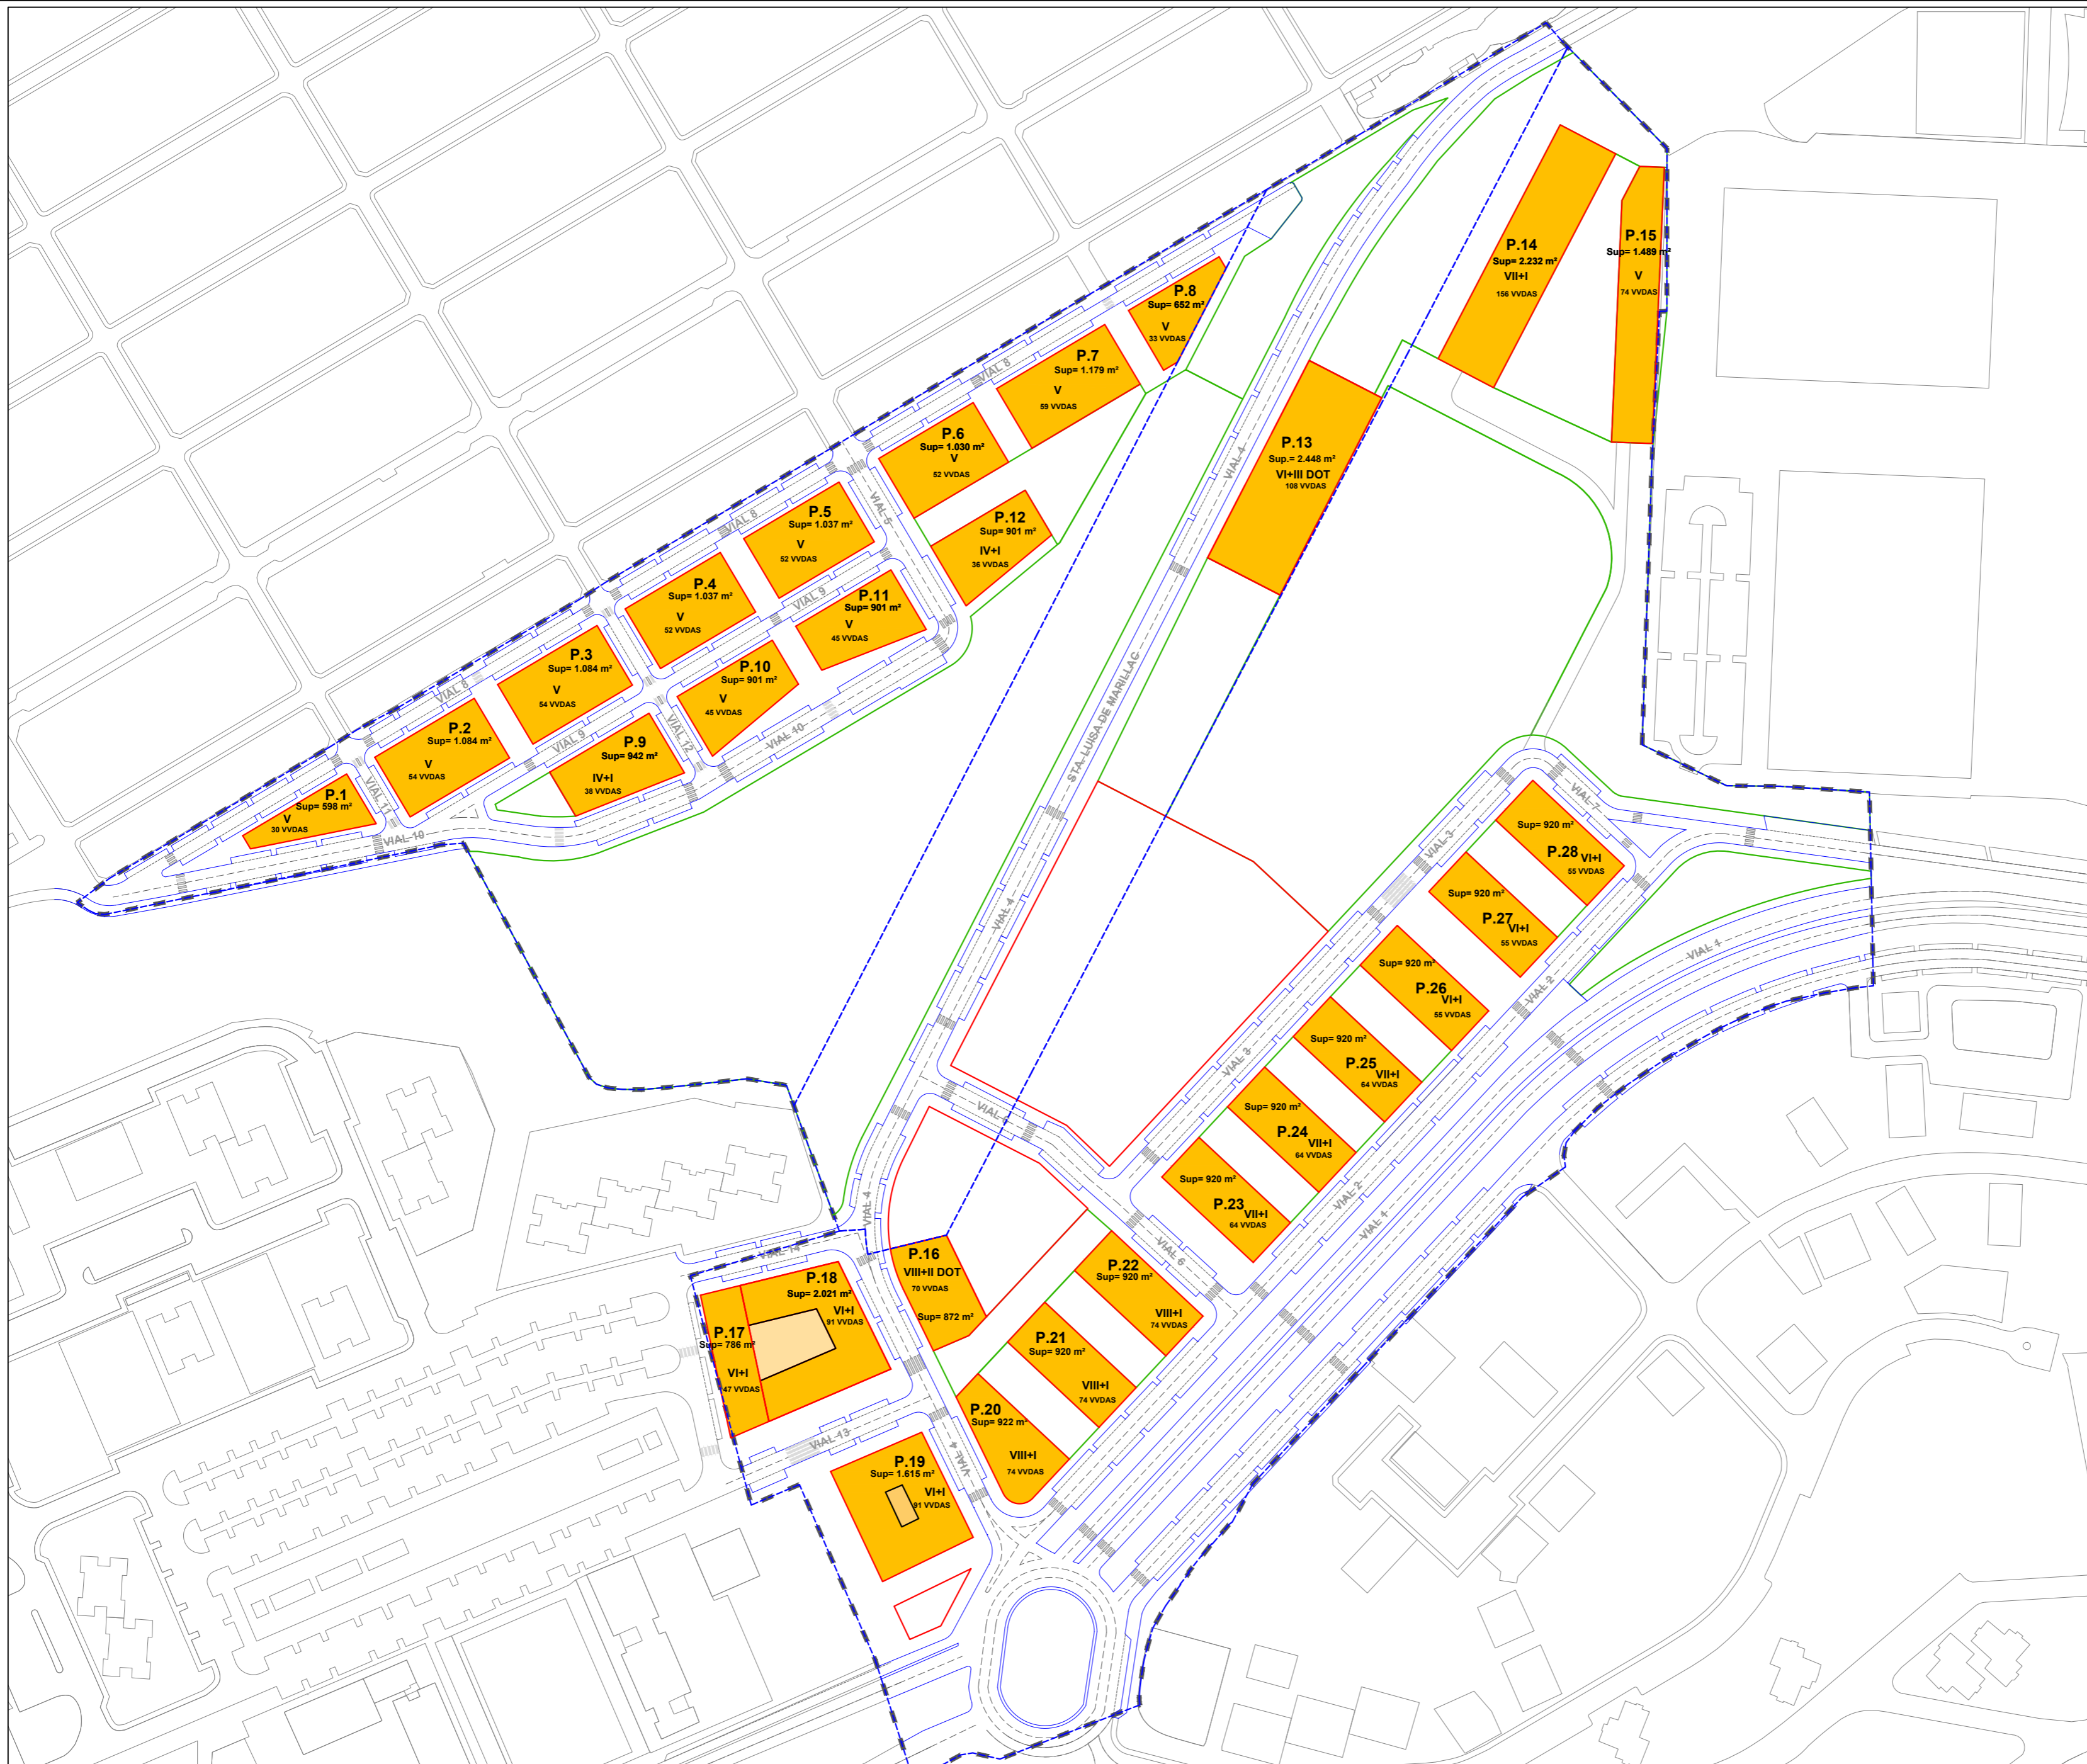 P.1
Sup= 598 m²
V
30 VVDAS
P.2
Sup= 1.084 m²
V
54 VVDAS
P.3
Sup= 1.084 m²
V
54 VVDAS
P.4
Sup= 1.037 m²
V
52 VVDAS
P.5
Sup= 1.037 m²
V
52 VVDAS
P.6
Sup= 1.030 m²
V
52 VVDAS
P.7
Sup= 1.179 m²
V
59 VVDAS
P.8
Sup= 652 m²
V
33 VVDAS
P.9
Sup= 942 m²
IV+I
38 VVDAS
P.10
Sup= 901 m²
V
45 VVDAS
P.11
Sup= 901 m²
V
45 VVDAS
P.12
Sup= 901 m²
IV+I
36 VVDAS
P.13
Sup.= 2.448 m²
VI+III DOT
108 VVDAS
P.14
Sup= 2.232 m²
VII+I
156 VVDAS
P.15
Sup= 1.489 m²
V
74 VVDAS
P.16
VIII+II DOT
70 VVDAS
Sup= 872 m²
P.17
Sup= 786 m²
VI+I
47 VVDAS
P.18
Sup= 2.021 m²
VI+I
91 VVDAS
P.19
Sup= 1.615 m²
VI+I
91 VVDAS
P.20
Sup= 922 m²
VIII+I
74 VVDAS
P.21
Sup= 920 m²
VIII+I
74 VVDAS
P.22
Sup= 920 m²
VIII+I
74 VVDAS
Sup= 920 m²
P.23 VII+I
64 VVDAS
Sup= 920 m²
P.24 VII+I
64 VVDAS
Sup= 920 m²
P.25 VII+I
64 VVDAS
Sup= 920 m²
P.26 VI+I
55 VVDAS
Sup= 920 m²
P.27 VI+I
55 VVDAS
Sup= 920 m²
P.28 VI+I
55 VVDAS
VIAL 8
VIAL 8
VIAL 8
VIAL 5
VIAL 9
VIAL 9
VIAL 10
VIAL 10
VIAL 11
VIAL 12
VIAL 4
STA. LUISA DE MARILLAC
VIAL 4
VIAL 4
VIAL 4
VIAL 3
VIAL 3
VIAL 7
VIAL 2
VIAL 2
VIAL 1
VIAL 1
VIAL 6
VIAL 13
VIAL 14